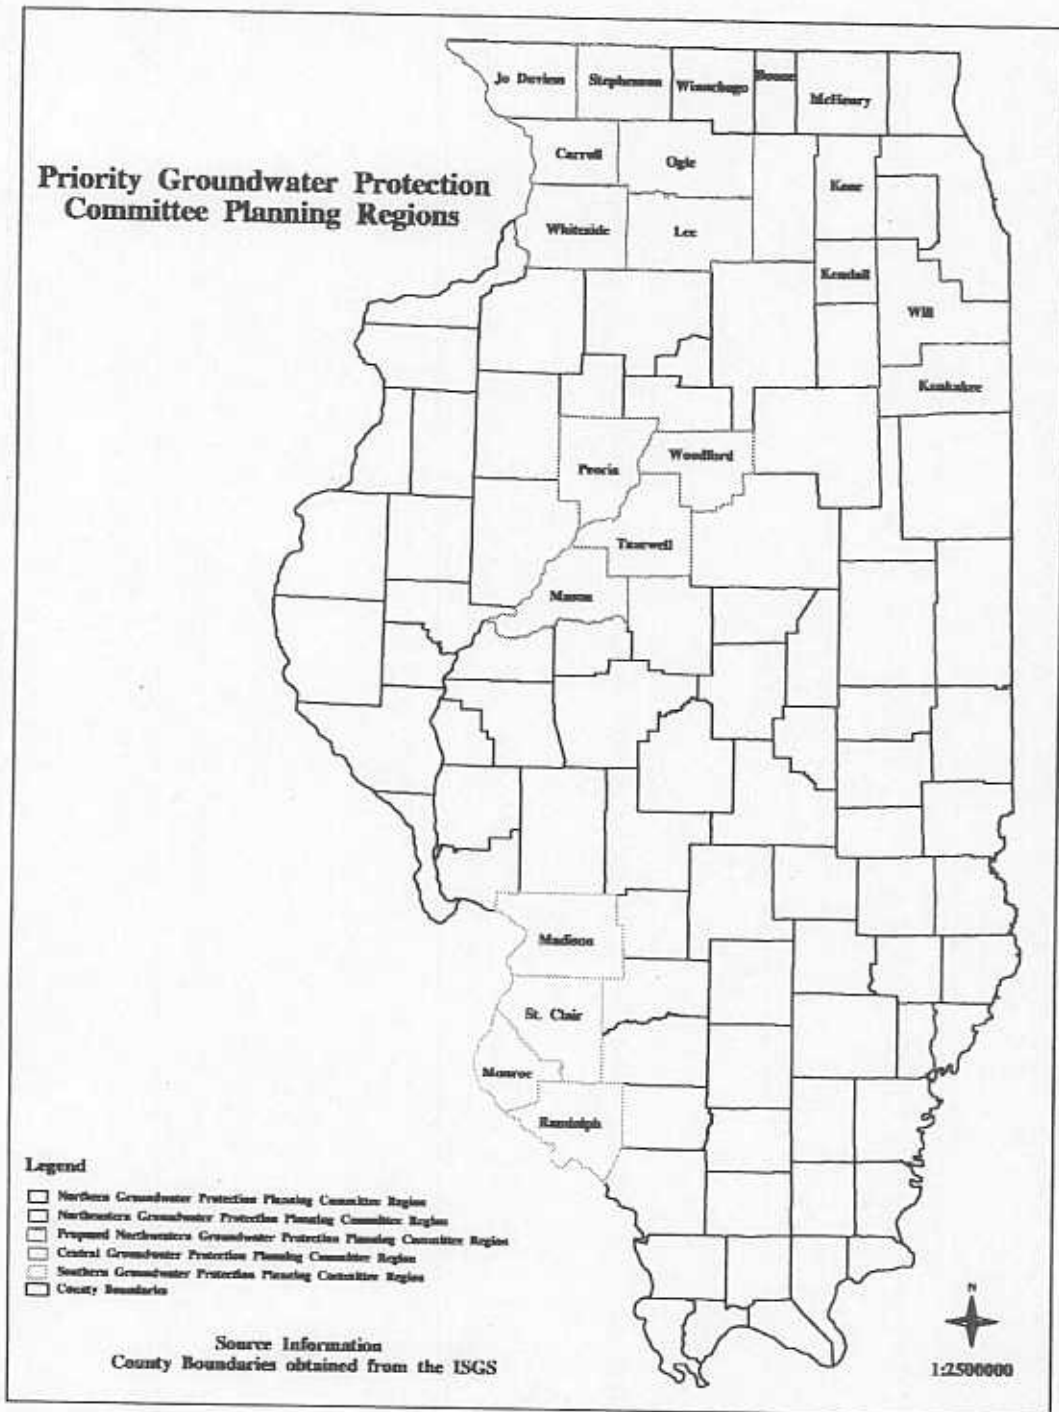 Priority Groundwater Protection
Committee Planning Regions
Jo Daviess
Stephenson
Winnebago
Boone
McHenry
Carroll
Ogle
Kane
Whiteside
Lee
Kendall
Will
Kankakee
Peoria
Woodford
Tazewell
Mason
Madison
St. Clair
Monroe
Randolph
Legend
Northern Groundwater Protection Planning Committee Region
Northeastern Groundwater Protection Planning Committee Region
Proposed Northwestern Groundwater Protection Planning Committee Region
Central Groundwater Protection Planning Committee Region
Southern Groundwater Protection Planning Committee Region
County Boundaries
Source Information
County Boundaries obtained from the ISGS
N
1:2500000